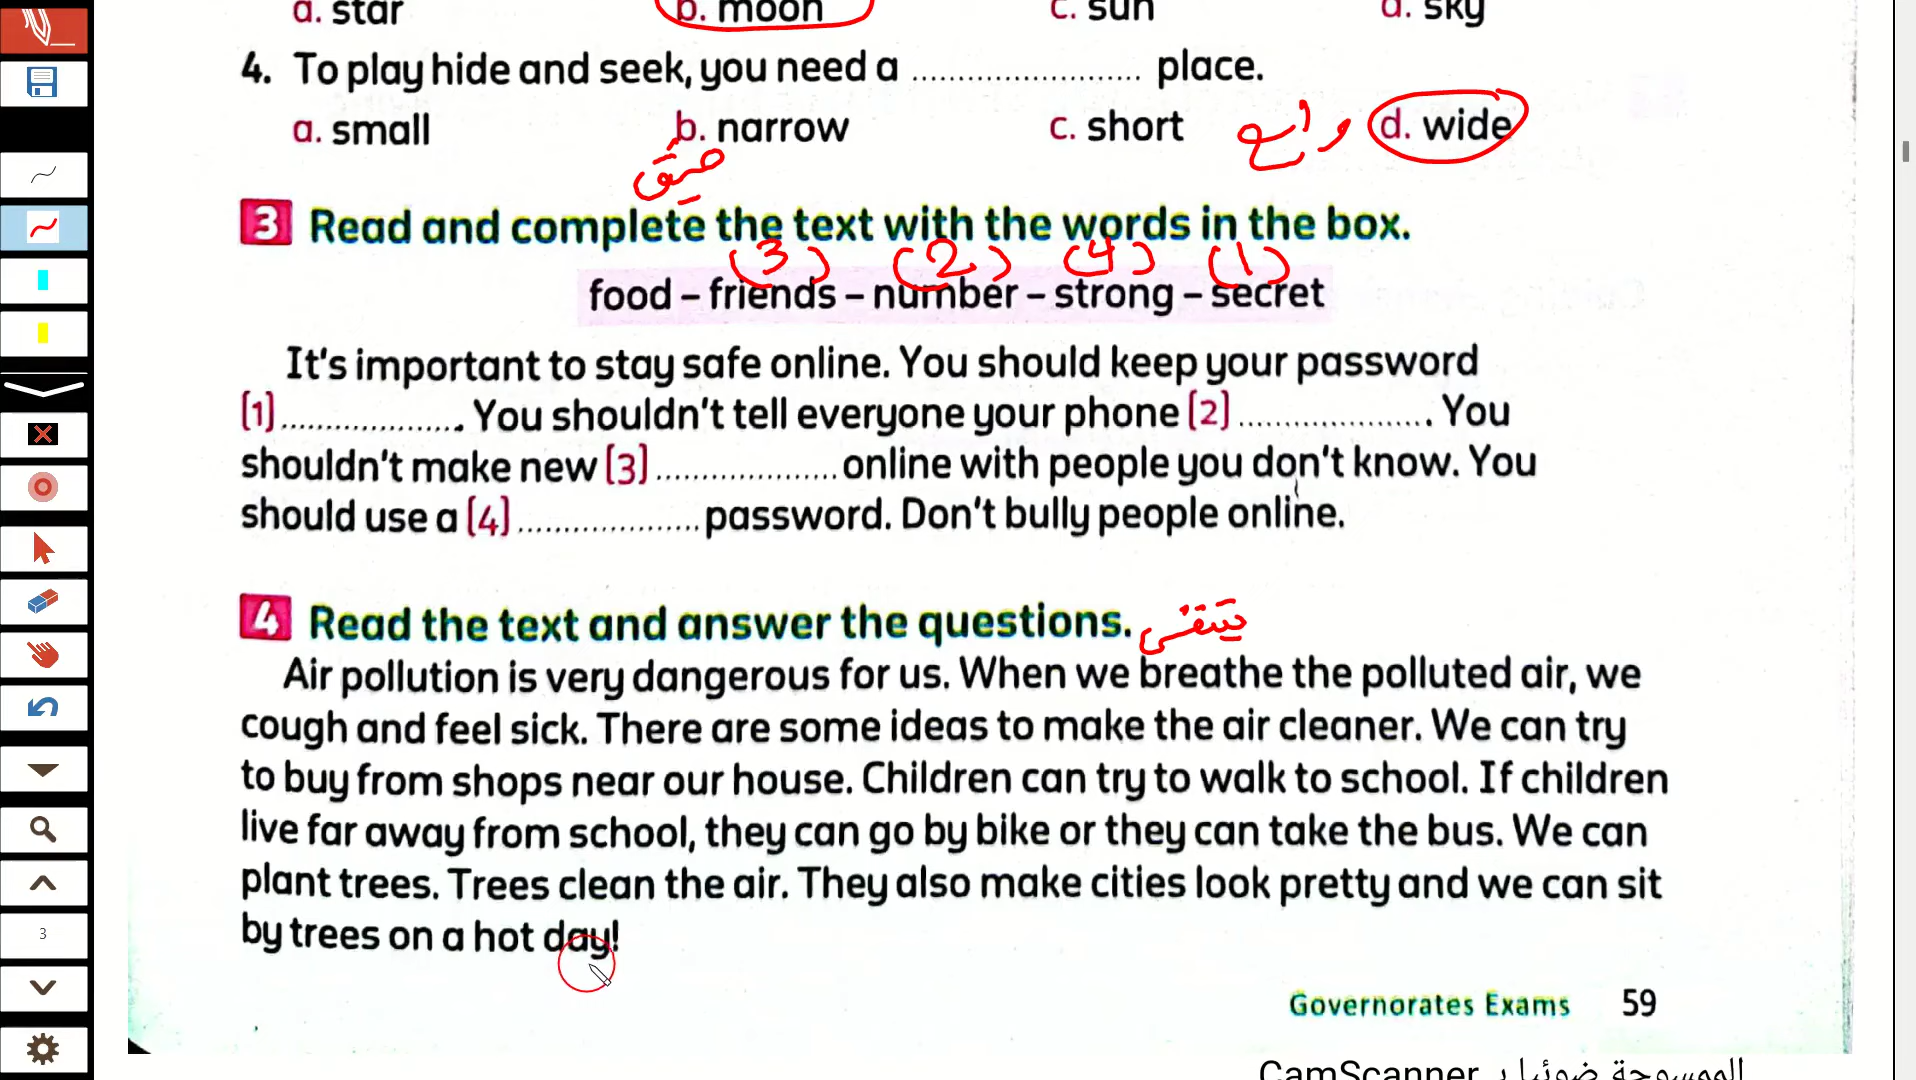 a. star b. moon c. sun d. sky
4. To play hide and seek, you need a ........................ place.
a. small b. narrow c. short d. wide
ضيق واسع
3 Read and complete the text with the words in the box.
(3) (2) (4) (1)
food – friends – number – strong – secret
It's important to stay safe online. You should keep your password
(1) .................... You shouldn't tell everyone your phone (2) .................... You
shouldn't make new (3) .................... online with people you don't know. You
should use a (4) .................... password. Don't bully people online.
4 Read the text and answer the questions.
يتنفس
Air pollution is very dangerous for us. When we breathe the polluted air, we
cough and feel sick. There are some ideas to make the air cleaner. We can try
to buy from shops near our house. Children can try to walk to school. If children
live far away from school, they can go by bike or they can take the bus. We can
plant trees. Trees clean the air. They also make cities look pretty and we can sit
by trees on a hot day!
Governorates Exams 59
الممسوحة ضوئيا بـ CamScanner
3